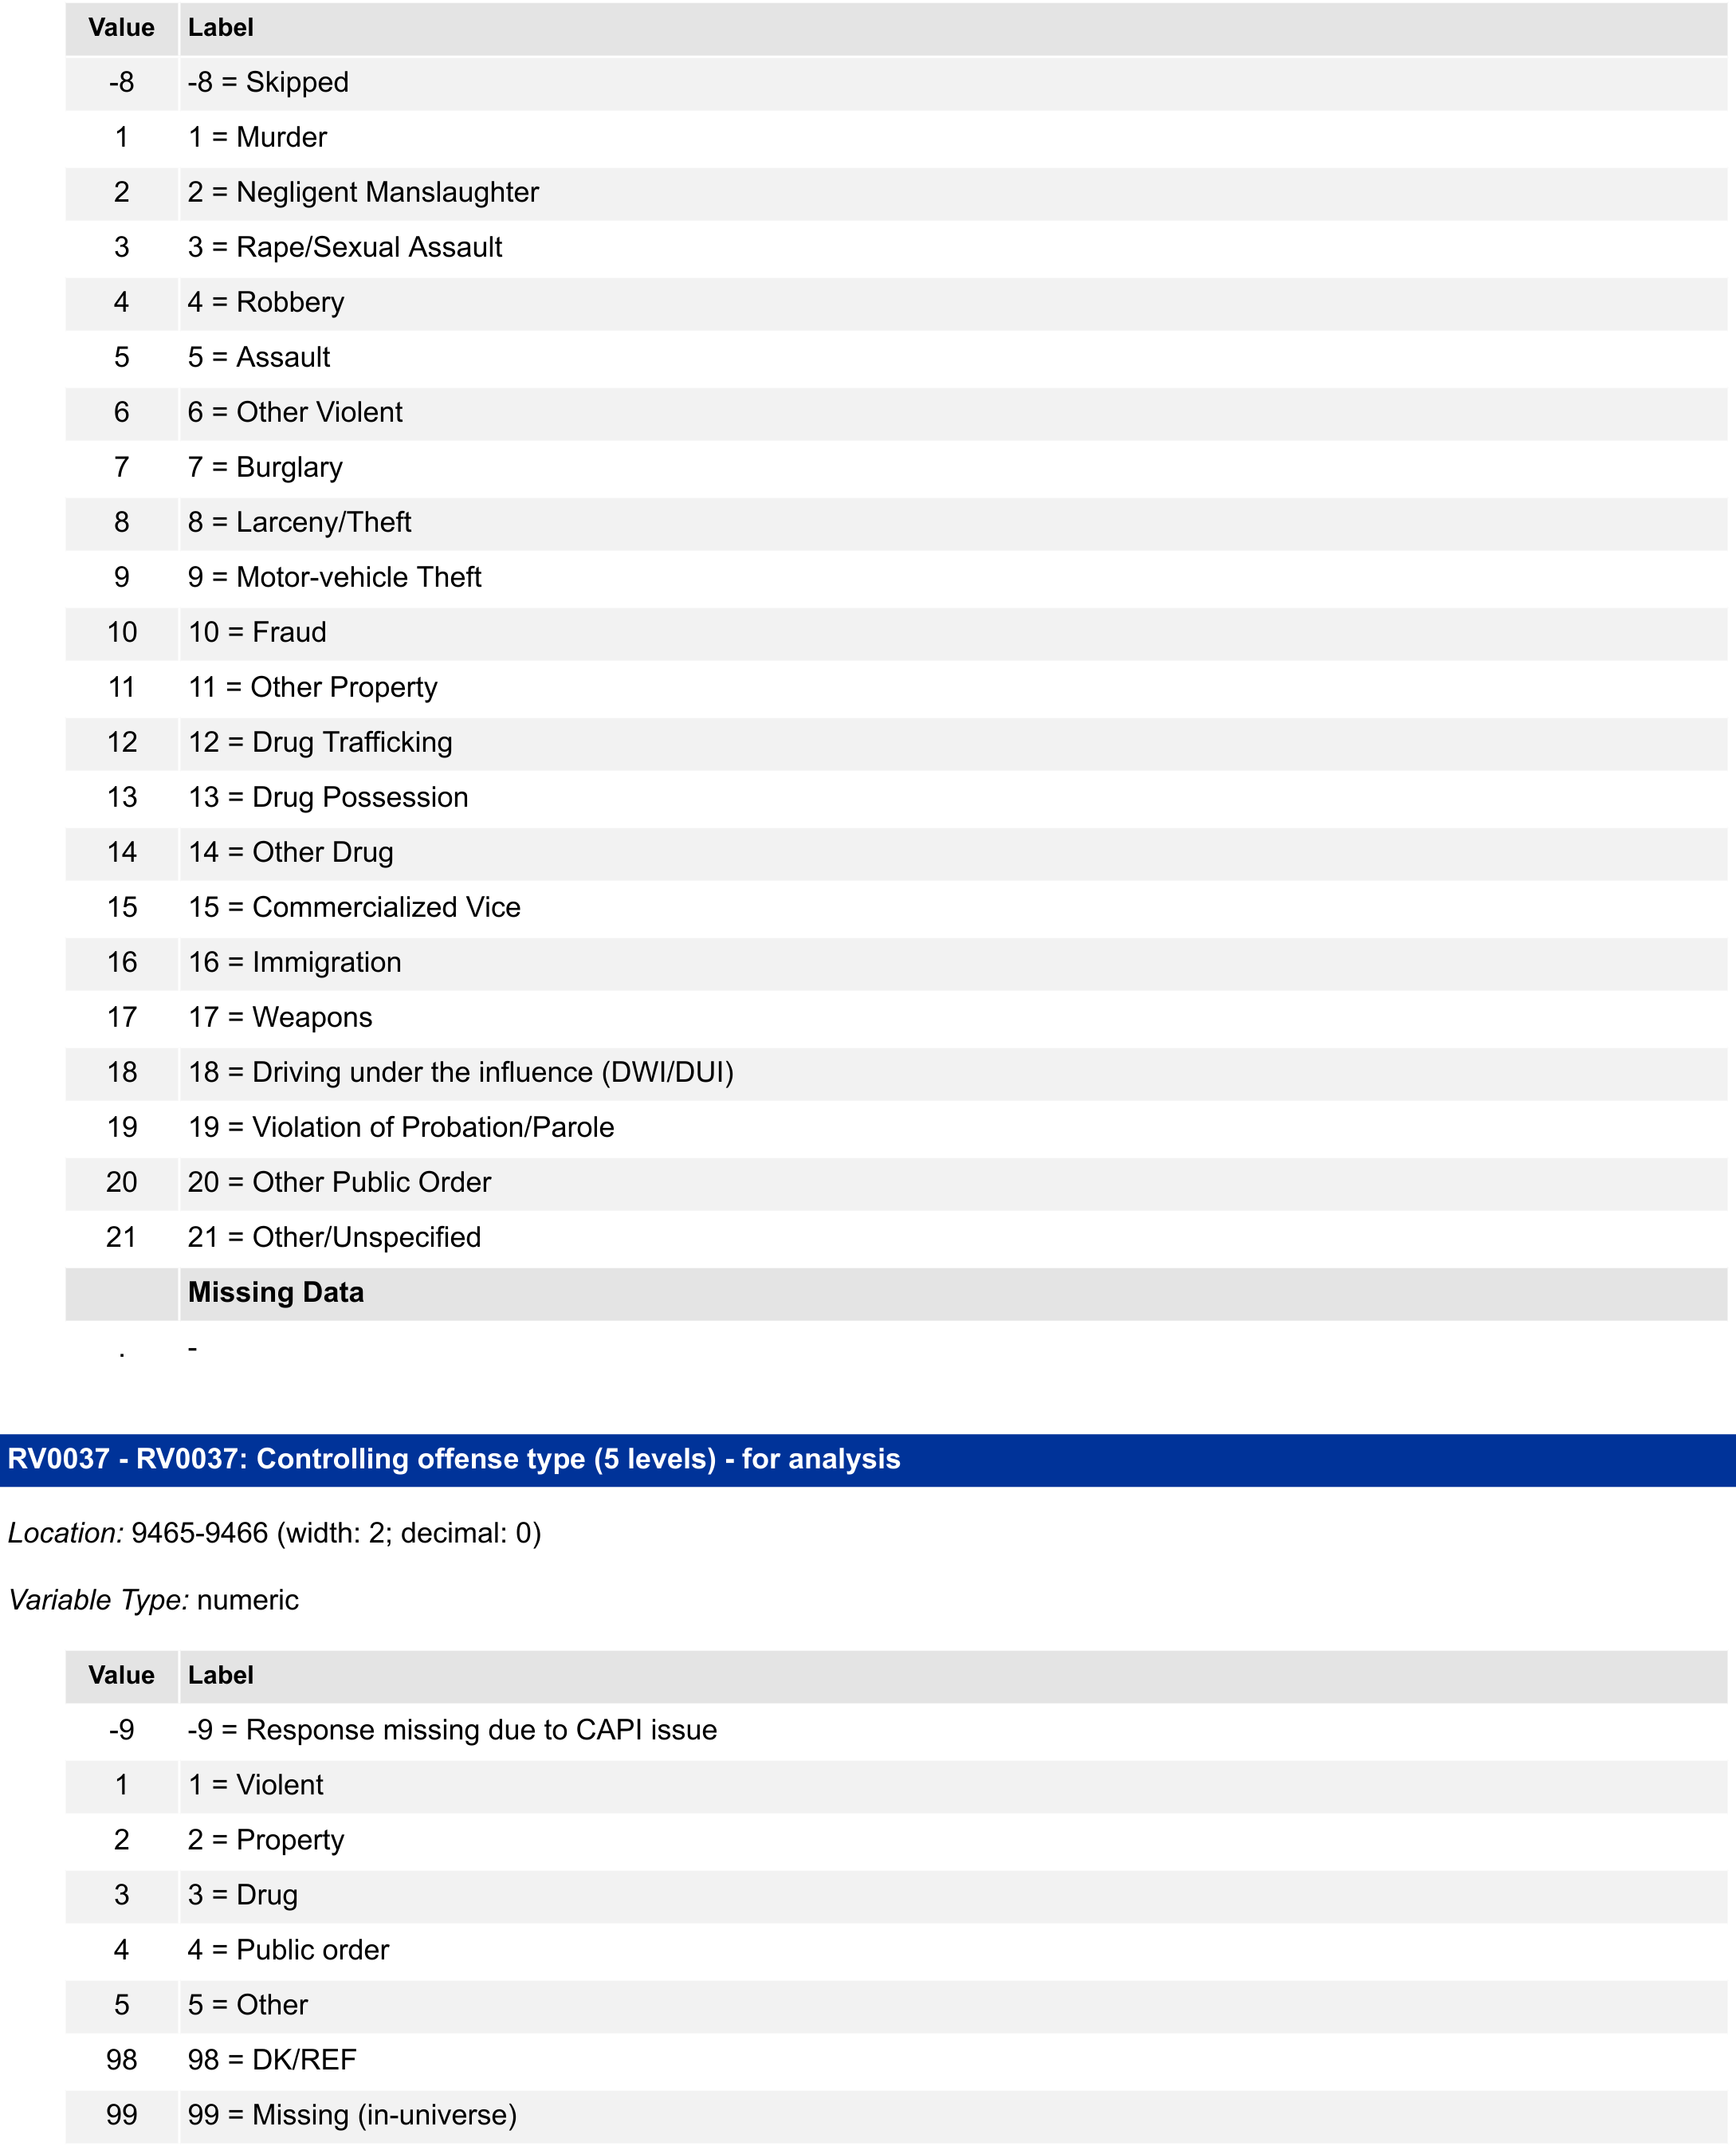 Value Label
-8 -8 = Skipped
1 1 = Murder
2 2 = Negligent Manslaughter
3 3 = Rape/Sexual Assault
4 4 = Robbery
5 5 = Assault
6 6 = Other Violent
7 7 = Burglary
8 8 = Larceny/Theft
9 9 = Motor-vehicle Theft
10 10 = Fraud
11 11 = Other Property
12 12 = Drug Trafficking
13 13 = Drug Possession
14 14 = Other Drug
15 15 = Commercialized Vice
16 16 = Immigration
17 17 = Weapons
18 18 = Driving under the influence (DWI/DUI)
19 19 = Violation of Probation/Parole
20 20 = Other Public Order
21 21 = Other/Unspecified
Missing Data
. -
RV0037 - RV0037: Controlling offense type (5 levels) - for analysis
Location: 9465-9466 (width: 2; decimal: 0)
Variable Type: numeric
Value Label
-9 -9 = Response missing due to CAPI issue
1 1 = Violent
2 2 = Property
3 3 = Drug
4 4 = Public order
5 5 = Other
98 98 = DK/REF
99 99 = Missing (in-universe)